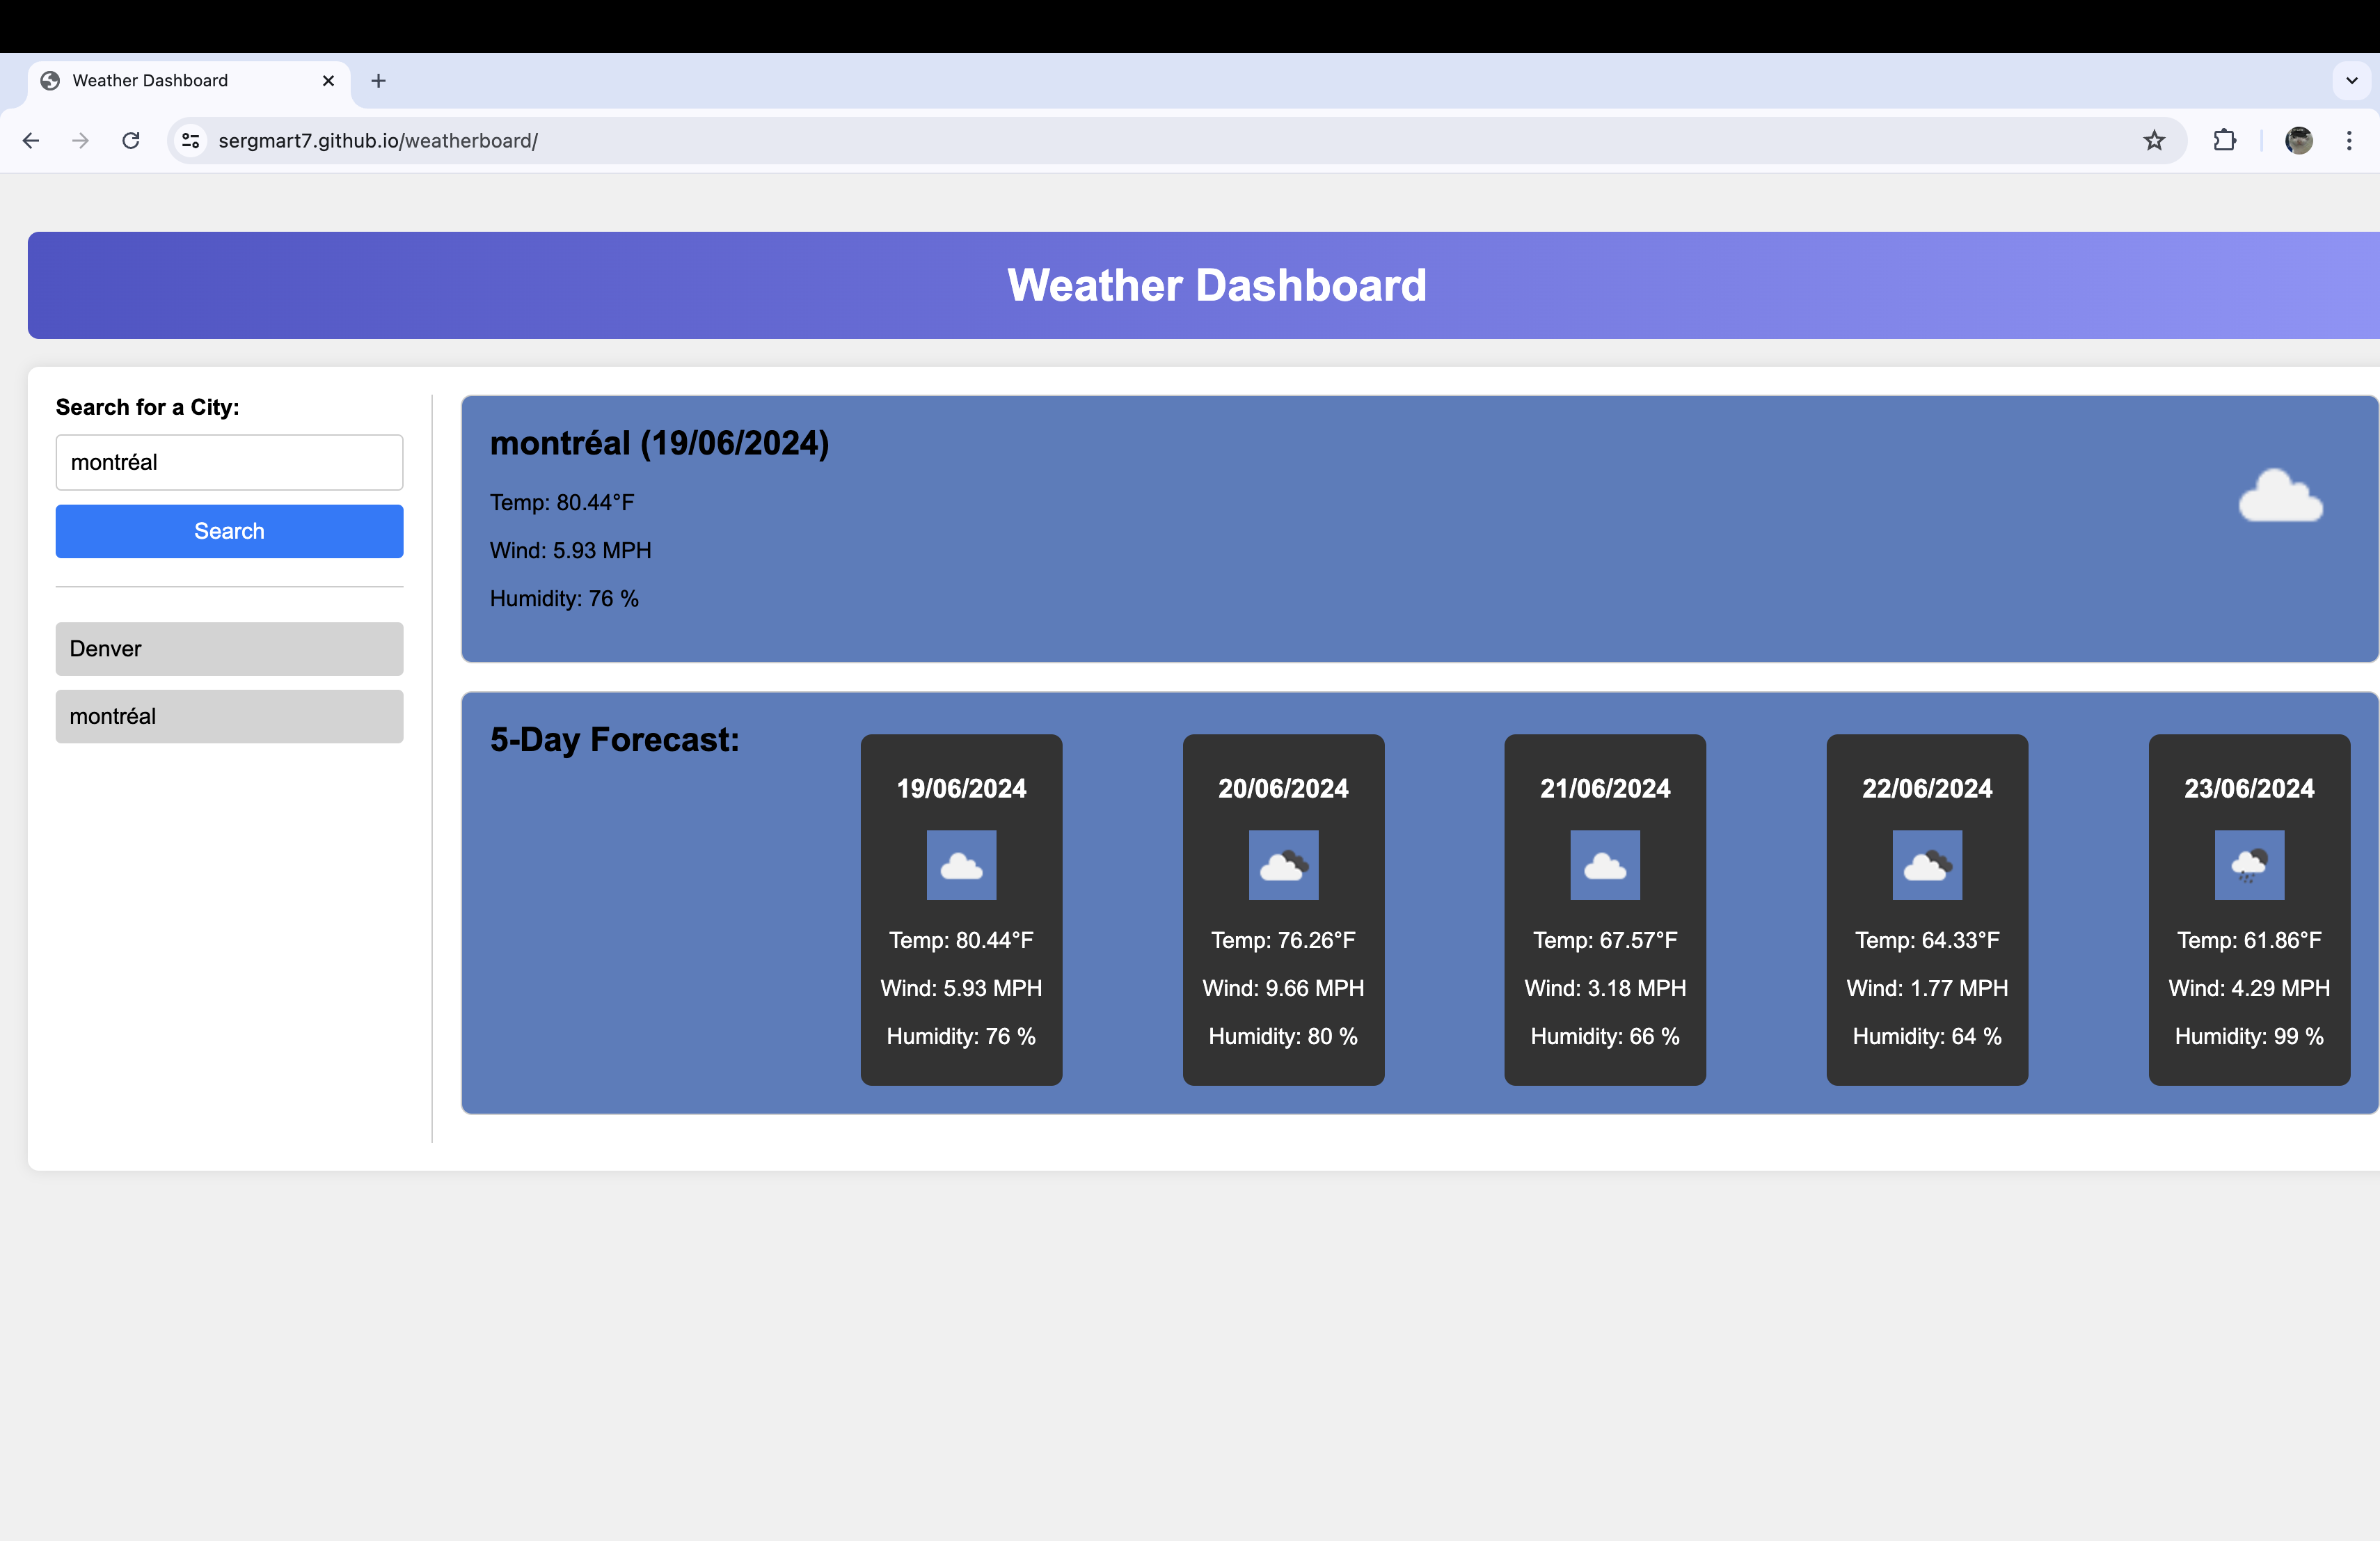 Weather Dashboard
sergmart7.github.io/weatherboard/
Weather Dashboard
Search for a City:
montréal
Search
Denver
montréal
montréal (19/06/2024)
Temp: 80.44°F
Wind: 5.93 MPH
Humidity: 76 %
5-Day Forecast:
19/06/2024
Temp: 80.44°F
Wind: 5.93 MPH
Humidity: 76 %
20/06/2024
Temp: 76.26°F
Wind: 9.66 MPH
Humidity: 80 %
21/06/2024
Temp: 67.57°F
Wind: 3.18 MPH
Humidity: 66 %
22/06/2024
Temp: 64.33°F
Wind: 1.77 MPH
Humidity: 64 %
23/06/2024
Temp: 61.86°F
Wind: 4.29 MPH
Humidity: 99 %